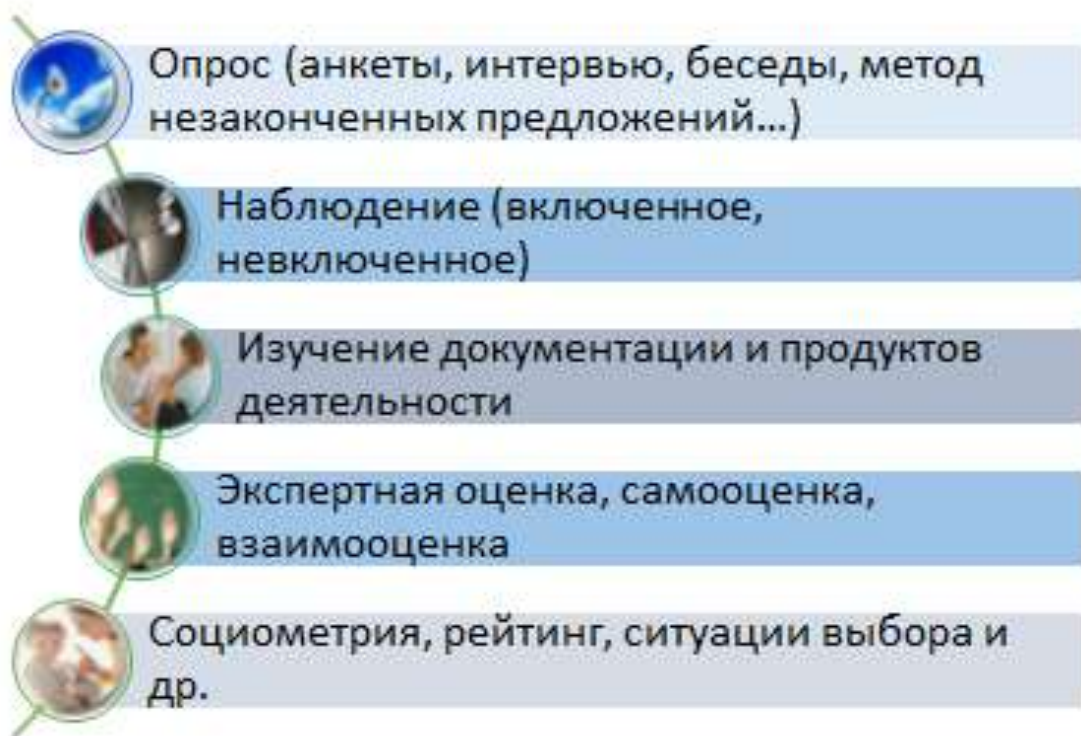 Опрос (анкеты, интервью, беседы, метод
незаконченных предложений...)
Наблюдение (включенное,
невключенное)
Изучение документации и продуктов
деятельности
Экспертная оценка, самооценка,
взаимооценка
Социометрия, рейтинг, ситуации выбора и
др.